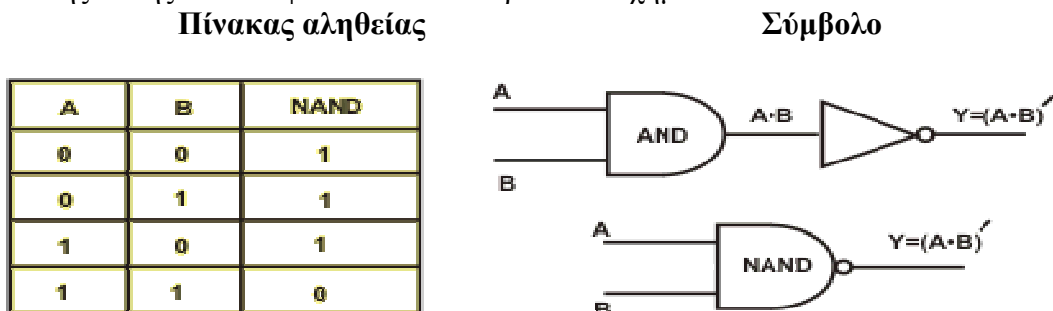 Πίνακας αληθείας
Σύμβολο
A B NAND
0 0 1
0 1 1
1 0 1
1 1 0
A
AND
A·B
Y=(A·B)′
B
A
NAND
Y=(A·B)′
B